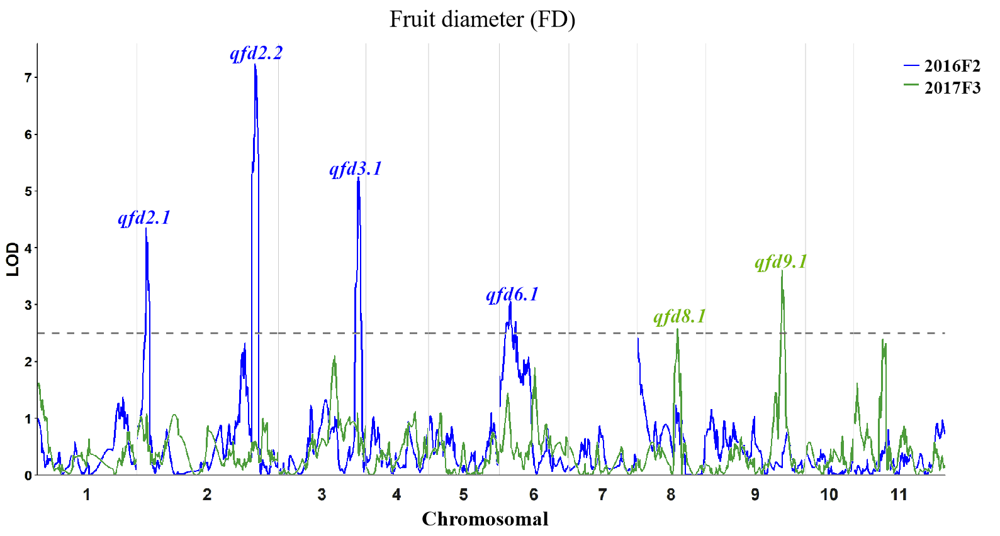 Fruit diameter (FD)
qfd2.2
2016F2
2017F3
7
6
qfd3.1
5
qfd2.1
4
LOD
qfd9.1
qfd6.1
3
qfd8.1
2
1
0
1 2 3 4 5 6 7 8 9 10 11
Chromosomal